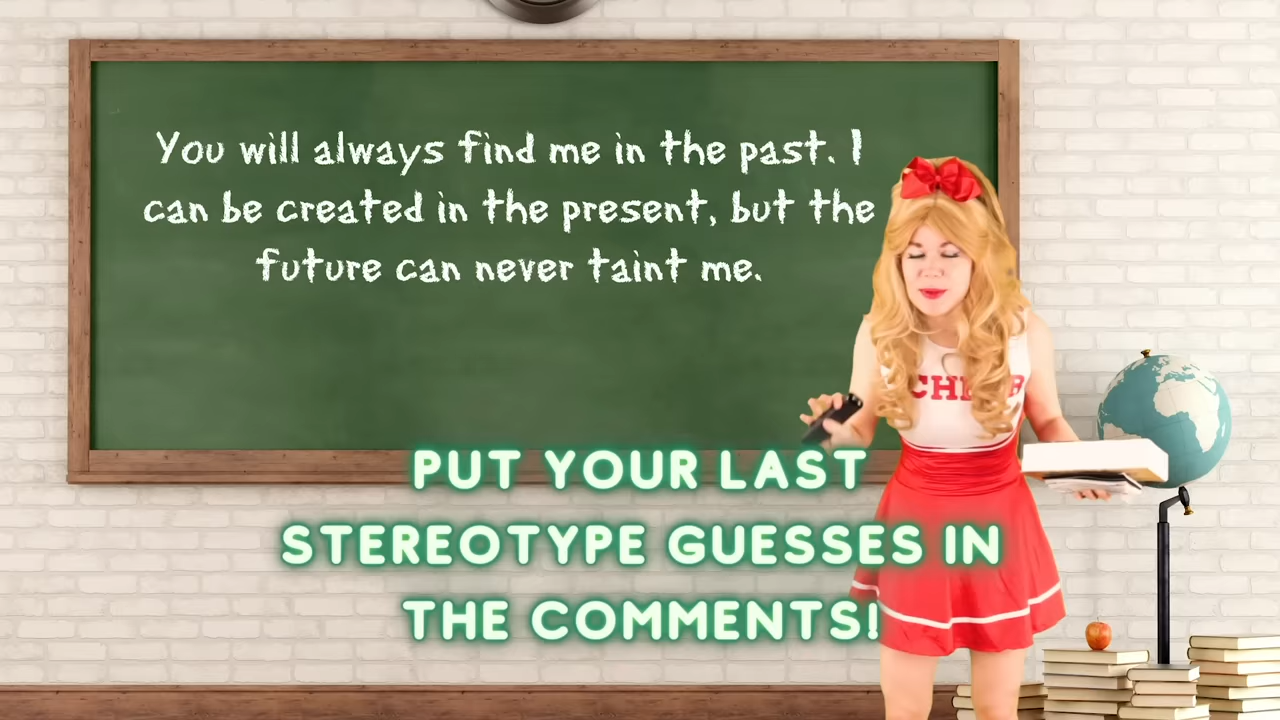 You will always find me in the past. I
can be created in the present, but the
future can never taint me.
PUT YOUR LAST
STEREOTYPE GUESSES IN
THE COMMENTS!